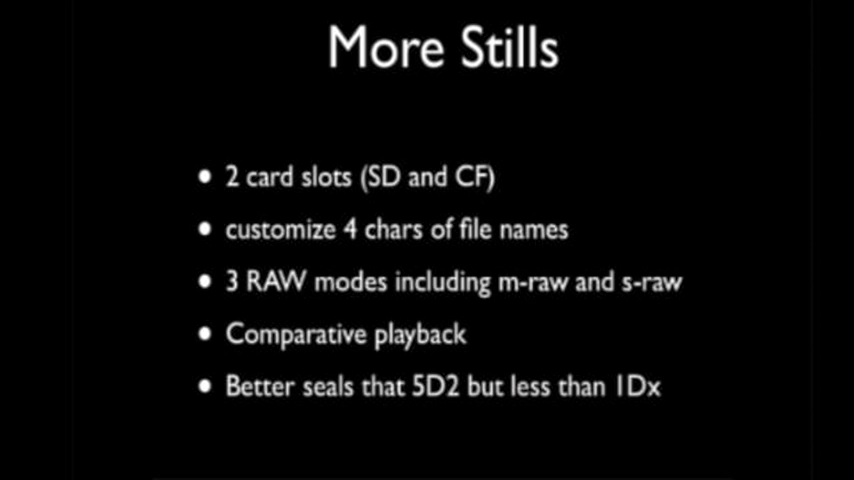 More Stills
• 2 card slots (SD and CF)
• customize 4 chars of file names
• 3 RAW modes including m-raw and s-raw
• Comparative playback
• Better seals that 5D2 but less than 1Dx